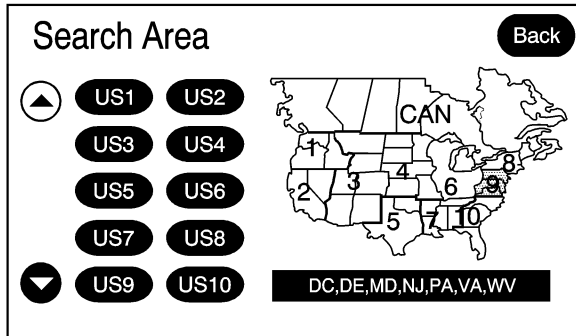 Search Area
Back
US1 US2
US3 US4
US5 US6
US7 US8
US9 US10
CAN
1
2
3
4
5
6
7
8
9
10
DC,DE,MD,NJ,PA,VA,WV